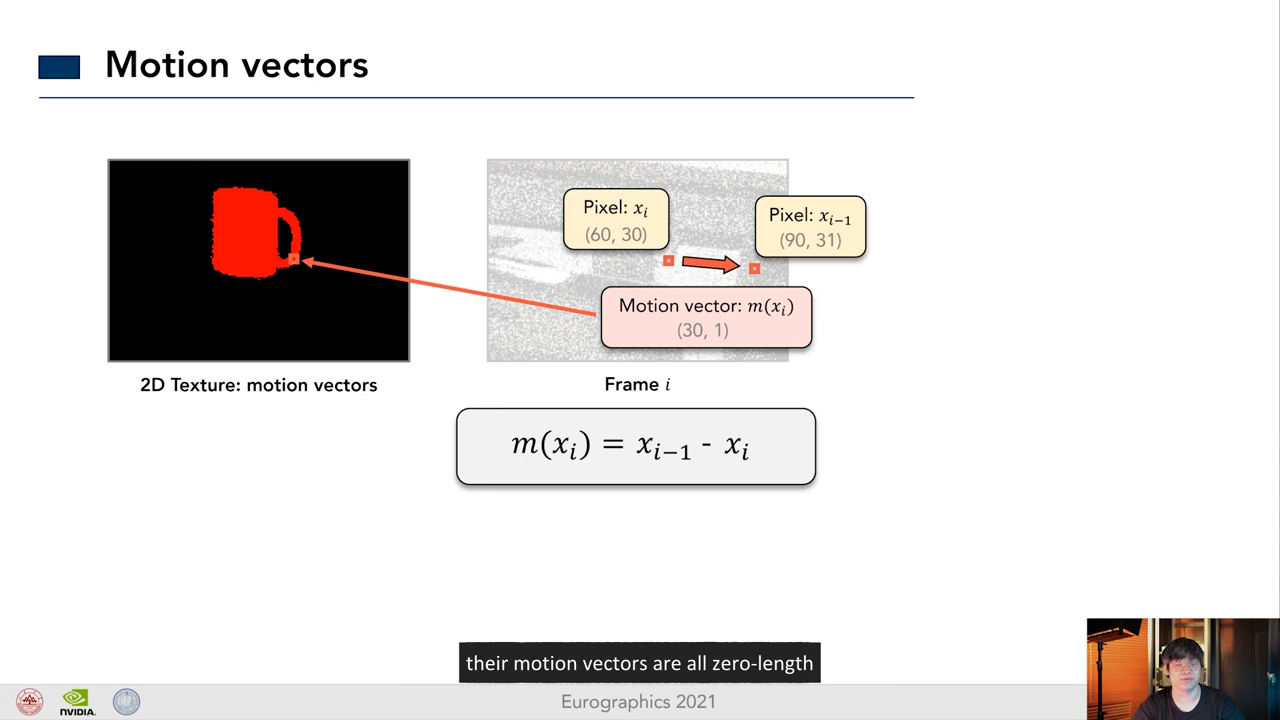 Motion vectors
Pixel: xᵢ
(60, 30)
Pixel: xᵢ₋₁
(90, 31)
Motion vector: m(xᵢ)
(30, 1)
2D Texture: motion vectors
Frame i
m(xᵢ) = xᵢ₋₁ - xᵢ
their motion vectors are all zero-length
NVIDIA.
Eurographics 2021